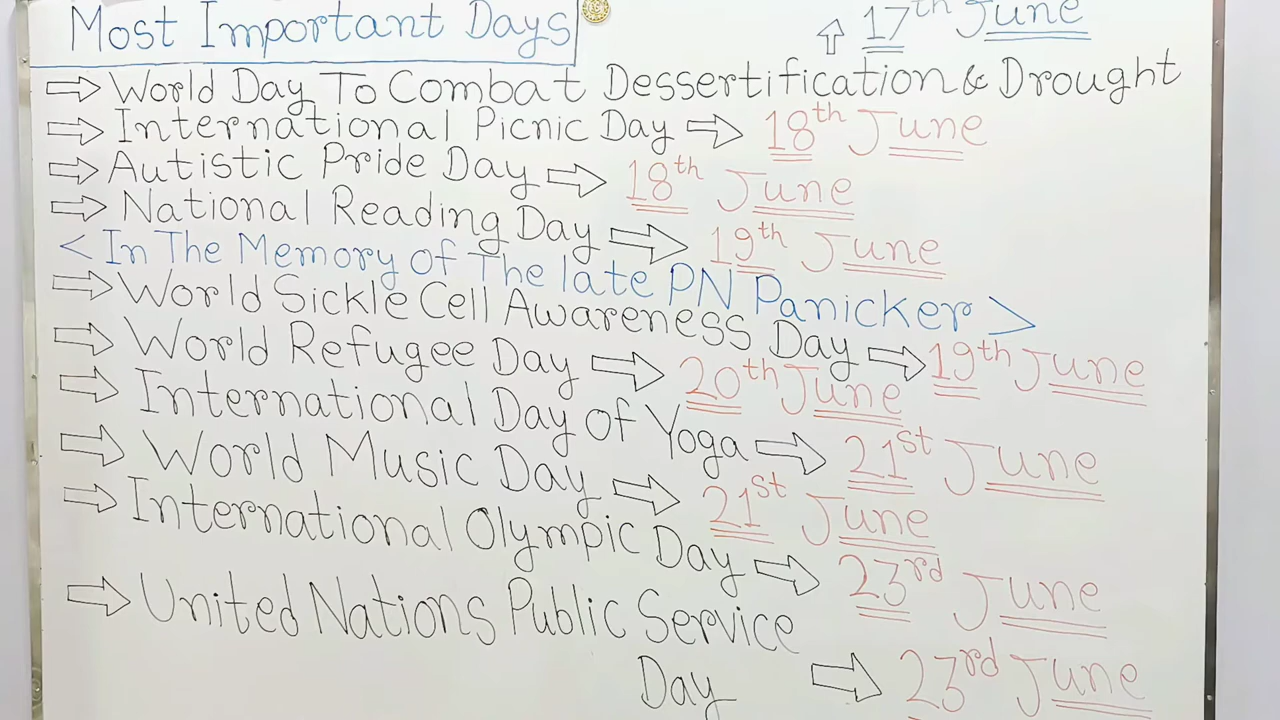 Most Important Days
17th June
⇨ World Day To Combat Dessertification & Drought
⇨ International Picnic Day ⇨ 18th June
⇨ Autistic Pride Day ⇨ 18th June
⇨ National Reading Day ⇨ 19th June
< In The Memory of The late PN Panicker >
⇨ World Sickle Cell Awareness Day ⇨ 19th June
⇨ World Refugee Day ⇨ 20th June
⇨ International Day of Yoga ⇨ 21st June
⇨ World Music Day ⇨ 21st June
⇨ International Olympic Day ⇨ 23rd June
⇨ United Nations Public Service
Day ⇨ 23rd June